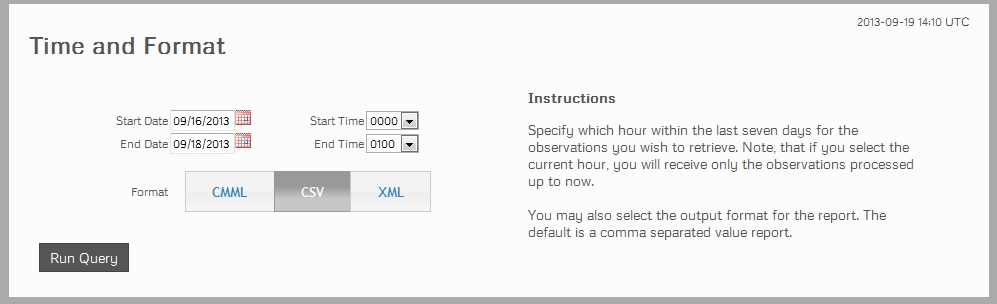 2013-09-19 14:10 UTC
Time and Format
Start Date 09/16/2013 Start Time 0000
End Date 09/18/2013 End Time 0100
Format CMML CSV XML
Run Query
Instructions
Specify which hour within the last seven days for the
observations you wish to retrieve. Note, that if you select the
current hour, you will receive only the observations processed
up to now.
You may also select the output format for the report. The
default is a comma separated value report.